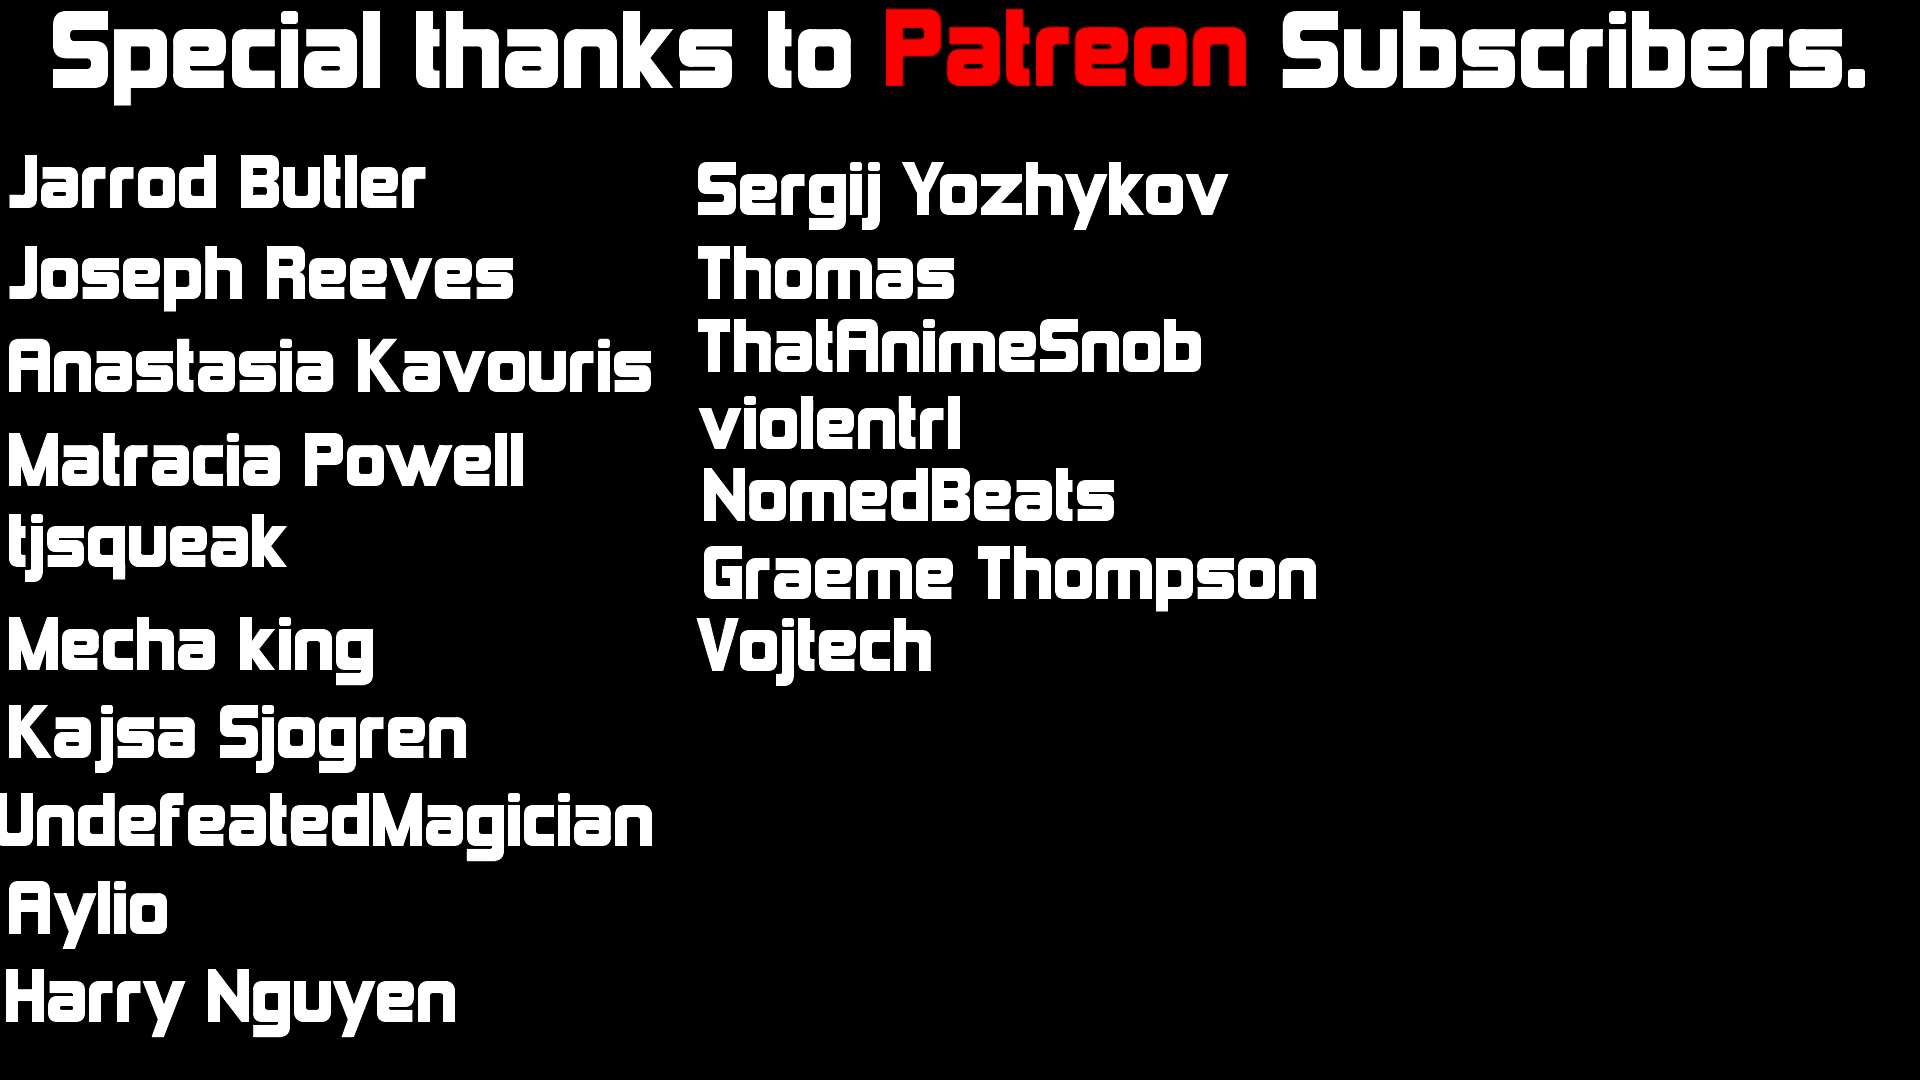 Special thanks to Patreon Subscribers.
Jarrod Butler
Joseph Reeves
Anastasia Kavouris
Matracia Powell
tjsqueak
Mecha king
Kajsa Sjogren
UndefeatedMagician
Aylio
Harry Nguyen
Sergij Yozhykov
Thomas
ThatAnimeSnob
violentrl
NomedBeats
Graeme Thompson
Vojtech